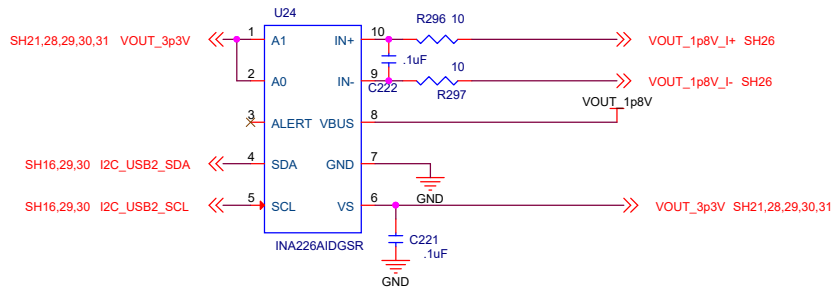 U24
R296 10
SH21,28,29,30,31 VOUT_3p3V
1 A1 IN+ 10
VOUT_1p8V_I+ SH26
.1uF
10
2 A0 IN- 9
C222
R297
VOUT_1p8V_I- SH26
VOUT_1p8V
3 ALERT VBUS 8
SH16,29,30 I2C_USB2_SDA
4 SDA GND 7
GND
SH16,29,30 I2C_USB2_SCL
5 SCL VS 6
VOUT_3p3V SH21,28,29,30,31
C221
INA226AIDGSR
.1uF
GND